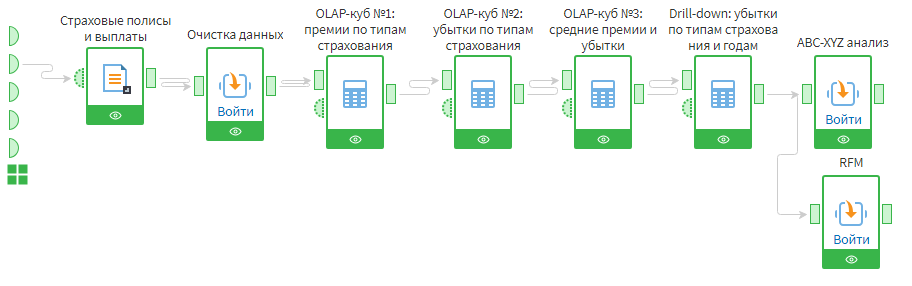 Страховые полисы
и выплаты
Очистка данных
Войти
OLAP-куб №1:
премии по типам
страхования
OLAP-куб №2:
убытки по типам
страхования
OLAP-куб №3:
средние премии и
убытки
Drill-down: убытки
по типам страхова
ния и годам
ABC-XYZ анализ
Войти
RFM
Войти